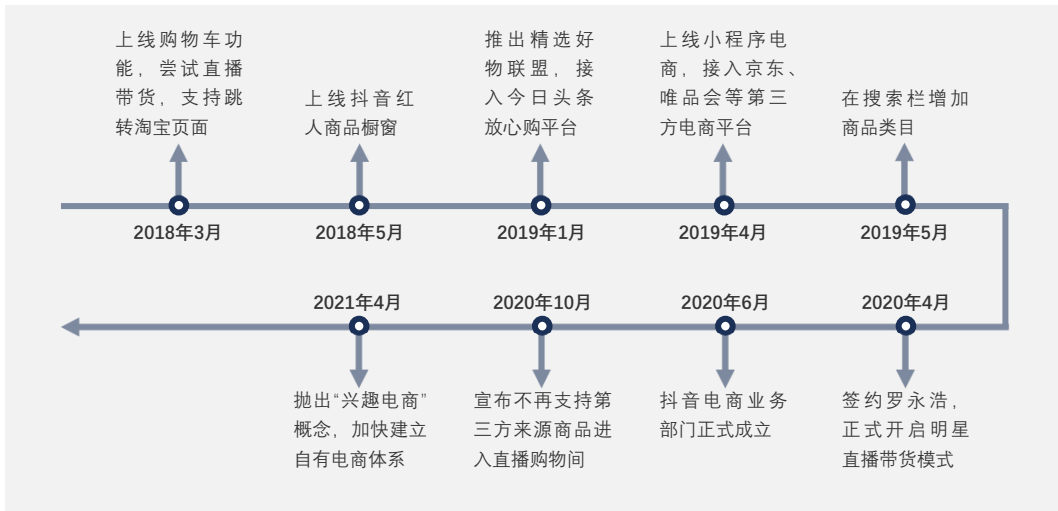 上线购物车功
能，尝试直播
带货，支持跳
转淘宝页面
2018年3月
上线抖音红
人商品橱窗
2018年5月
推出精选好
物联盟，接
入今日头条
放心购平台
2019年1月
上线小程序电
商，接入京东、
唯品会等第三
方电商平台
2019年4月
在搜索栏增加
商品类目
2019年5月
2020年4月
签约罗永浩，
正式开启明星
直播带货模式
2020年6月
抖音电商业务
部门正式成立
2020年10月
宣布不再支持第
三方来源商品进
入直播购物间
2021年4月
抛出“兴趣电商”
概念，加快建立
自有电商体系